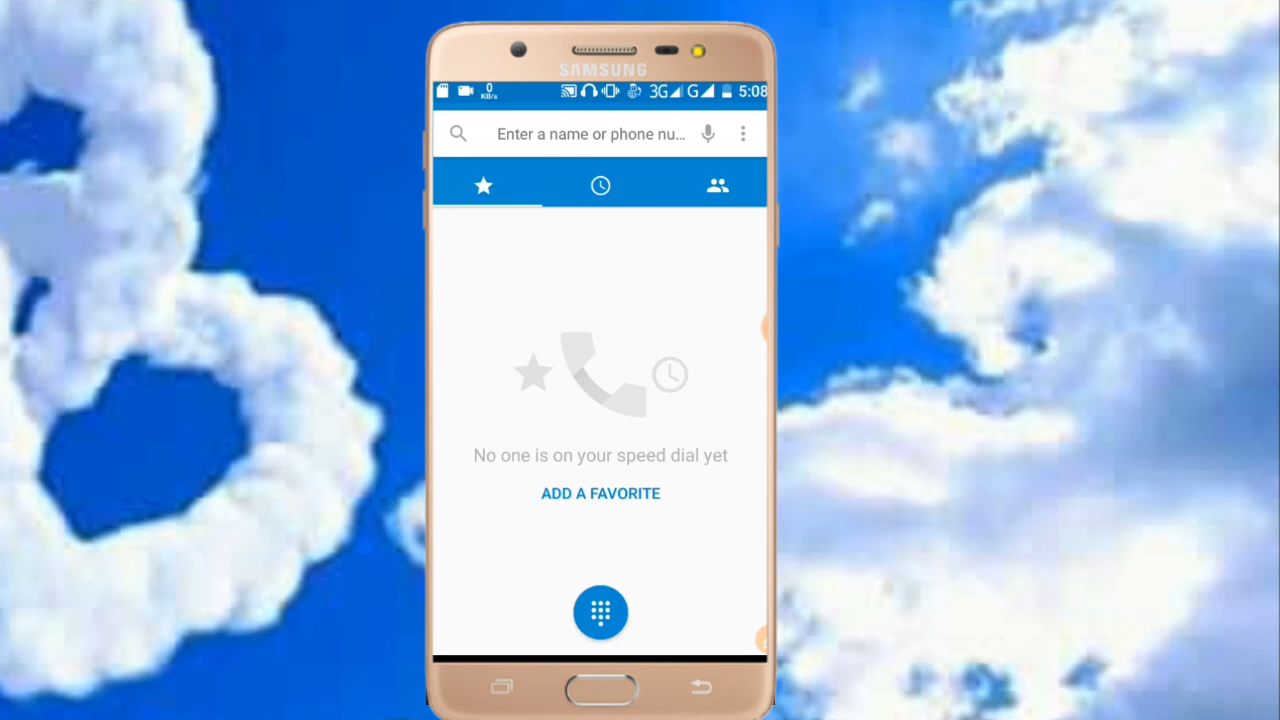 SAMSUNG
0 KB/s 3G G 5:08
Enter a name or phone nu...
No one is on your speed dial yet
ADD A FAVORITE